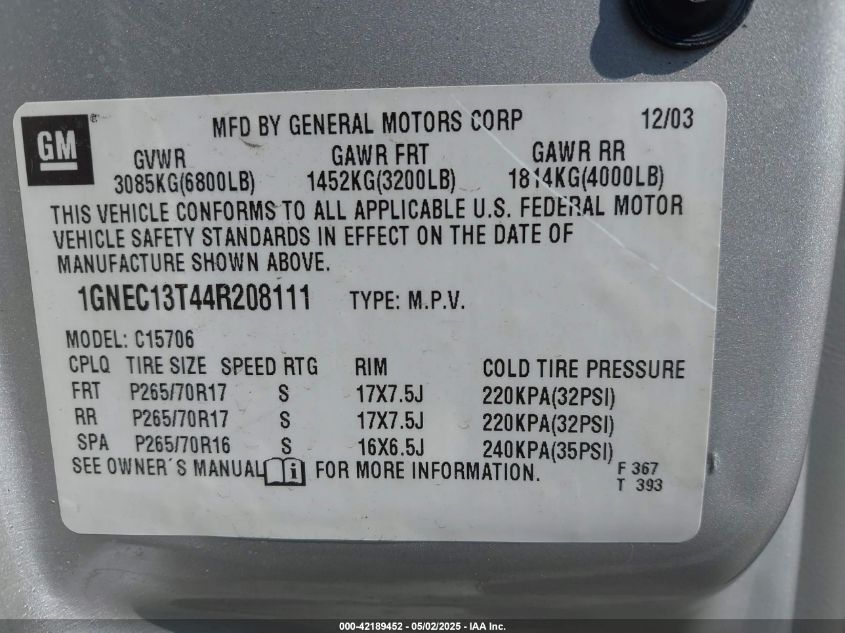 GM
®
MFD BY GENERAL MOTORS CORP 12/03
GVWR GAWR FRT GAWR RR
3085KG(6800LB) 1452KG(3200LB) 1814KG(4000LB)
THIS VEHICLE CONFORMS TO ALL APPLICABLE U.S. FEDERAL MOTOR
VEHICLE SAFETY STANDARDS IN EFFECT ON THE DATE OF
MANUFACTURE SHOWN ABOVE.
1GNEC13T44R208111 TYPE: M.P.V.
MODEL: C15706
CPLQ TIRE SIZE SPEED RTG RIM COLD TIRE PRESSURE
FRT P265/70R17 S 17X7.5J 220KPA(32PSI)
RR P265/70R17 S 17X7.5J 220KPA(32PSI)
SPA P265/70R16 S 16X6.5J 240KPA(35PSI)
SEE OWNER´S MANUAL i FOR MORE INFORMATION.
F 367
T 393
000-42189452 - 05/02/2025 - IAA Inc.